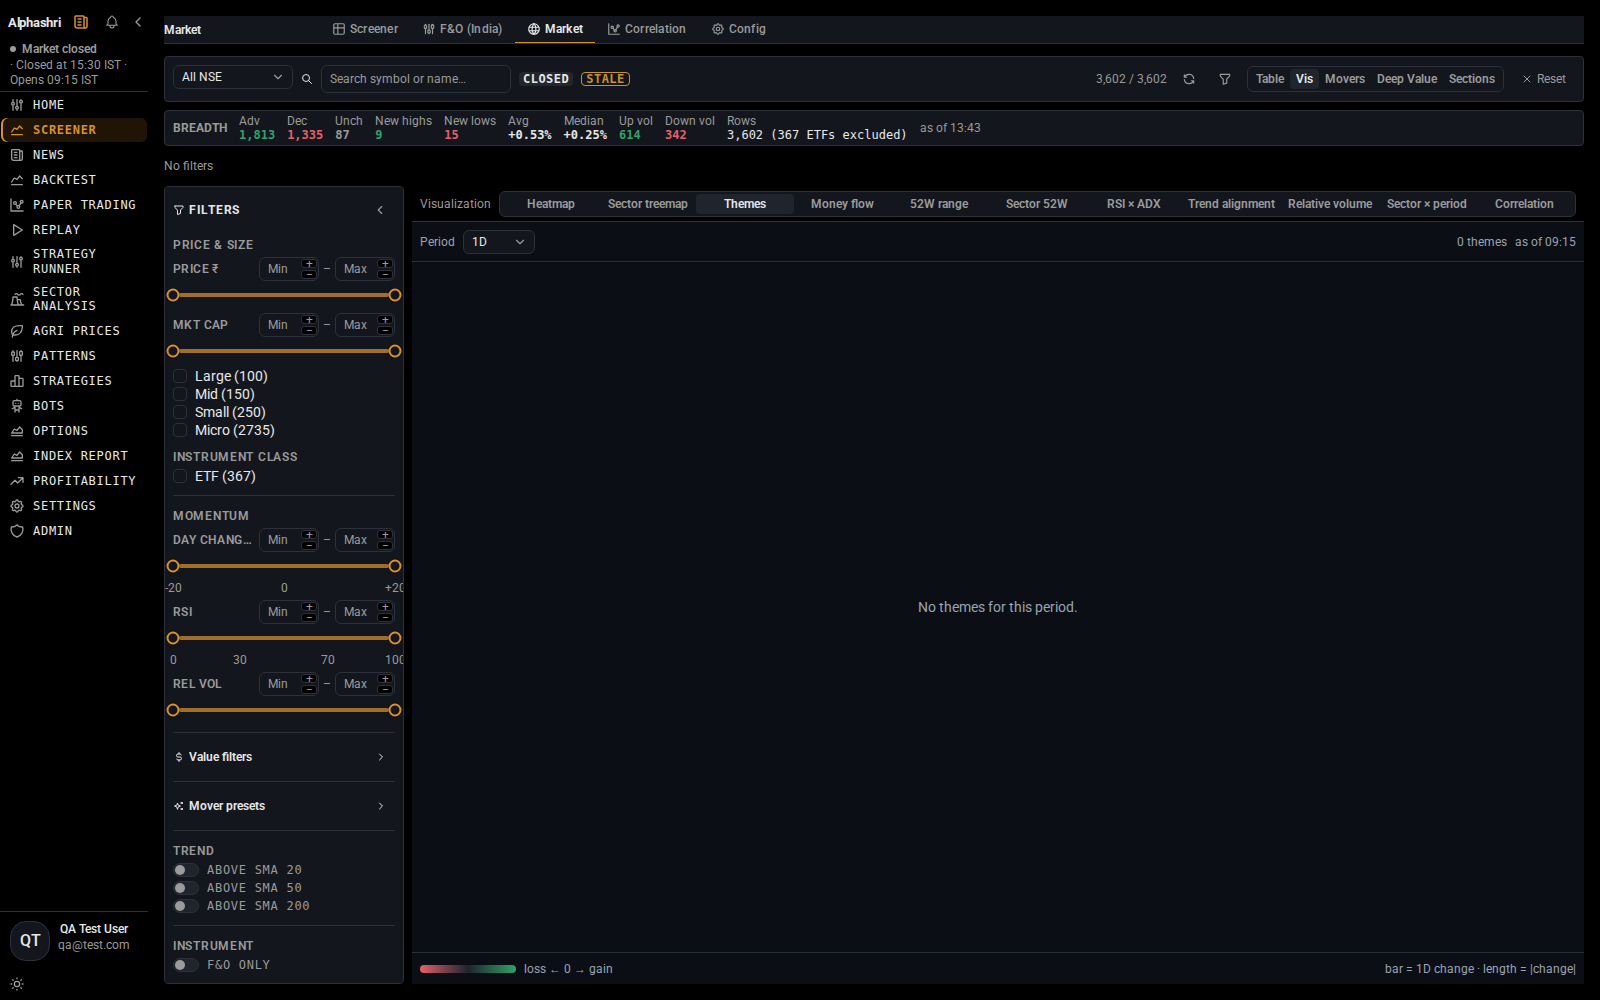 Alphashri
Market closed
· Closed at 15:30 IST ·
Opens 09:15 IST
HOME
SCREENER
NEWS
BACKTEST
PAPER TRADING
REPLAY
STRATEGY
RUNNER
SECTOR
ANALYSIS
AGRI PRICES
PATTERNS
STRATEGIES
BOTS
OPTIONS
INDEX REPORT
PROFITABILITY
SETTINGS
ADMIN
QT
QA Test User
qa@test.com
Market
Screener F&O (India) Market Correlation Config
All NSE Search symbol or name... CLOSED STALE 3,602 / 3,602 Table Vis Movers Deep Value Sections Reset
BREADTH
Adv Dec Unch New highs New lows Avg Median Up vol Down vol Rows
1,813 1,335 87 9 15 +0.53% +0.25% 614 342 3,602 (367 ETFs excluded) as of 13:43
No filters
FILTERS
PRICE & SIZE
PRICE ₹ Min – Max
MKT CAP Min – Max
Large (100)
Mid (150)
Small (250)
Micro (2735)
INSTRUMENT CLASS
ETF (367)
MOMENTUM
DAY CHANG... Min – Max
-20 0 +20
RSI Min – Max
0 30 70 100
REL VOL Min – Max
Value filters
Mover presets
TREND
ABOVE SMA 20
ABOVE SMA 50
ABOVE SMA 200
INSTRUMENT
F&O ONLY
Visualization Heatmap Sector treemap Themes Money flow 52W range Sector 52W RSI × ADX Trend alignment Relative volume Sector × period Correlation
Period 1D 0 themes as of 09:15
No themes for this period.
loss ← 0 → gain bar = 1D change · length = |change|